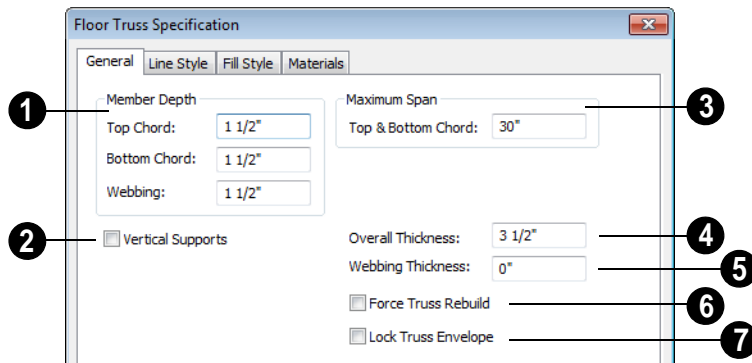 Floor Truss Specification
General Line Style Fill Style Materials
Member Depth
1
Top Chord: 1 1/2"
Bottom Chord: 1 1/2"
Webbing: 1 1/2"
Maximum Span
3
Top & Bottom Chord: 30"
2
Vertical Supports
Overall Thickness: 3 1/2"
4
Webbing Thickness: 0"
5
Force Truss Rebuild
6
Lock Truss Envelope
7